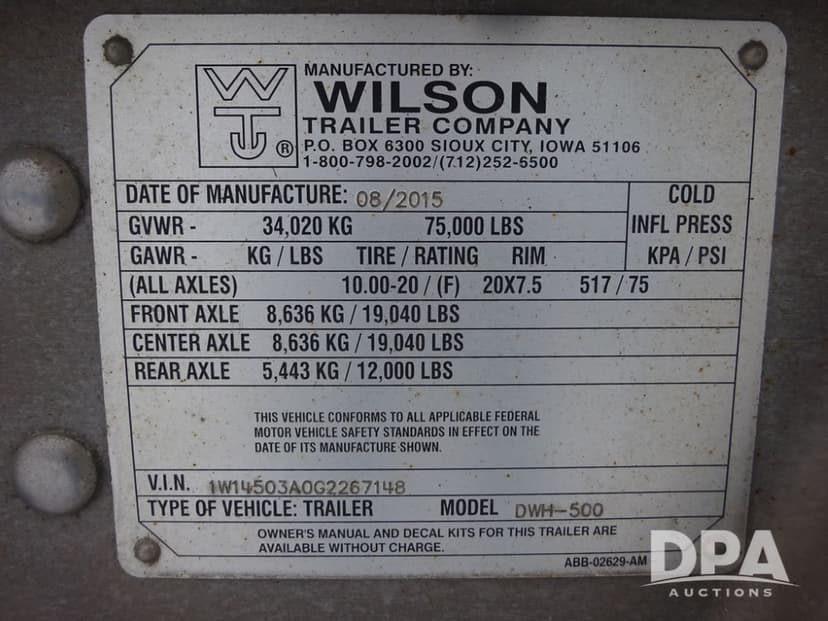 WTJ®
MANUFACTURED BY:
WILSON
TRAILER COMPANY
P.O. BOX 6300 SIOUX CITY, IOWA 51106
1-800-798-2002/(712)252-6500
DATE OF MANUFACTURE: 08/2015 COLD
GVWR - 34,020 KG 75,000 LBS INFL PRESS
GAWR - KG / LBS TIRE / RATING RIM KPA / PSI
(ALL AXLES) 10.00-20 / (F) 20X7.5 517 / 75
FRONT AXLE 8,636 KG / 19,040 LBS
CENTER AXLE 8,636 KG / 19,040 LBS
REAR AXLE 5,443 KG / 12,000 LBS
THIS VEHICLE CONFORMS TO ALL APPLICABLE FEDERAL
MOTOR VEHICLE SAFETY STANDARDS IN EFFECT ON THE
DATE OF ITS MANUFACTURE SHOWN.
V.I.N. 1W14503A0G2267148
TYPE OF VEHICLE: TRAILER MODEL DWH-500
OWNER'S MANUAL AND DECAL KITS FOR THIS TRAILER ARE
AVAILABLE WITHOUT CHARGE.
ABB-02629-AM
DPA
AUCTIONS